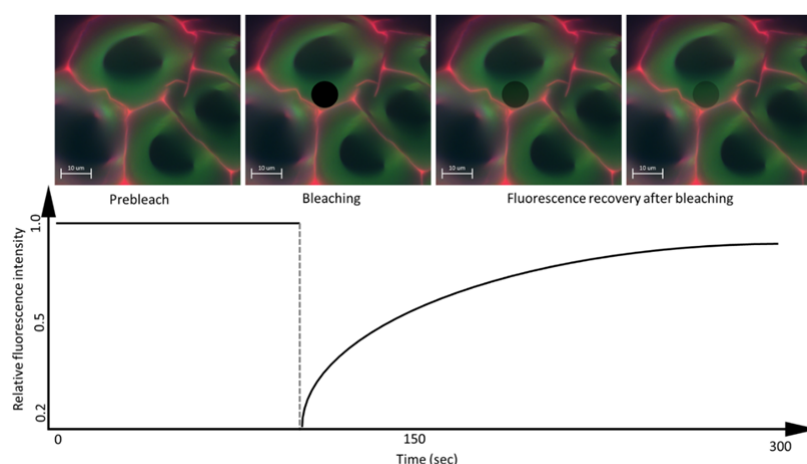 10 um
10 um
10 um
10 um
Prebleach
Bleaching
Fluorescence recovery after bleaching
Relative fluorescence intensity
1.0
0.5
0.2
0
150
300
Time (sec)